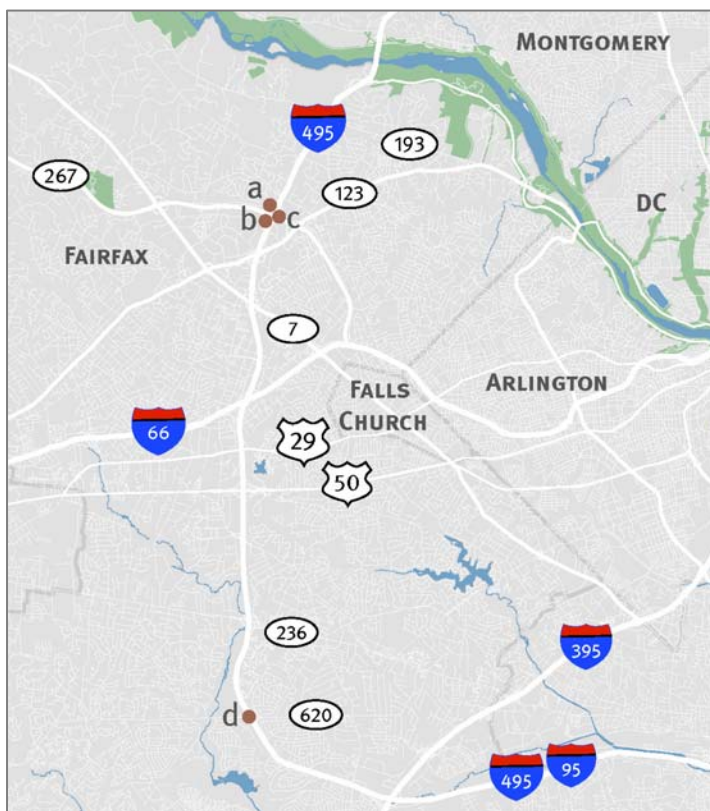 MONTGOMERY
495
193
267
a
123
b
c
DC
FAIRFAX
7
FALLS
CHURCH
ARLINGTON
66
29
50
236
395
d
620
495
95